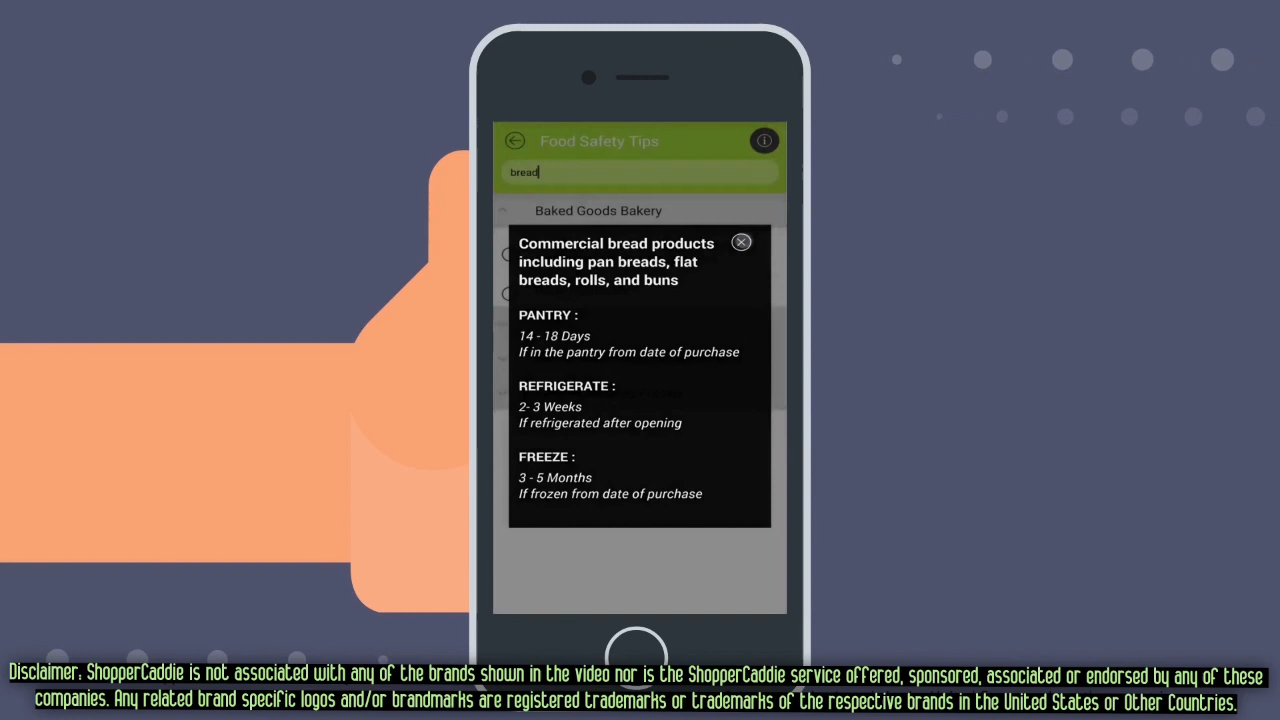 Food Safety Tips
bread
Baked Goods Bakery
Commercial bread products
including pan breads, flat
breads, rolls, and buns
PANTRY :
14 - 18 Days
If in the pantry from date of purchase
REFRIGERATE :
2- 3 Weeks
If refrigerated after opening
FREEZE :
3 - 5 Months
If frozen from date of purchase
Disclaimer: ShopperCaddie is not associated with any of the brands shown in the video nor is the ShopperCaddie service offered, sponsored, associated or endorsed by any of these
companies. Any related brand specific logos and/or brandmarks are registered trademarks or trademarks of the respective brands in the United States or Other Countries.